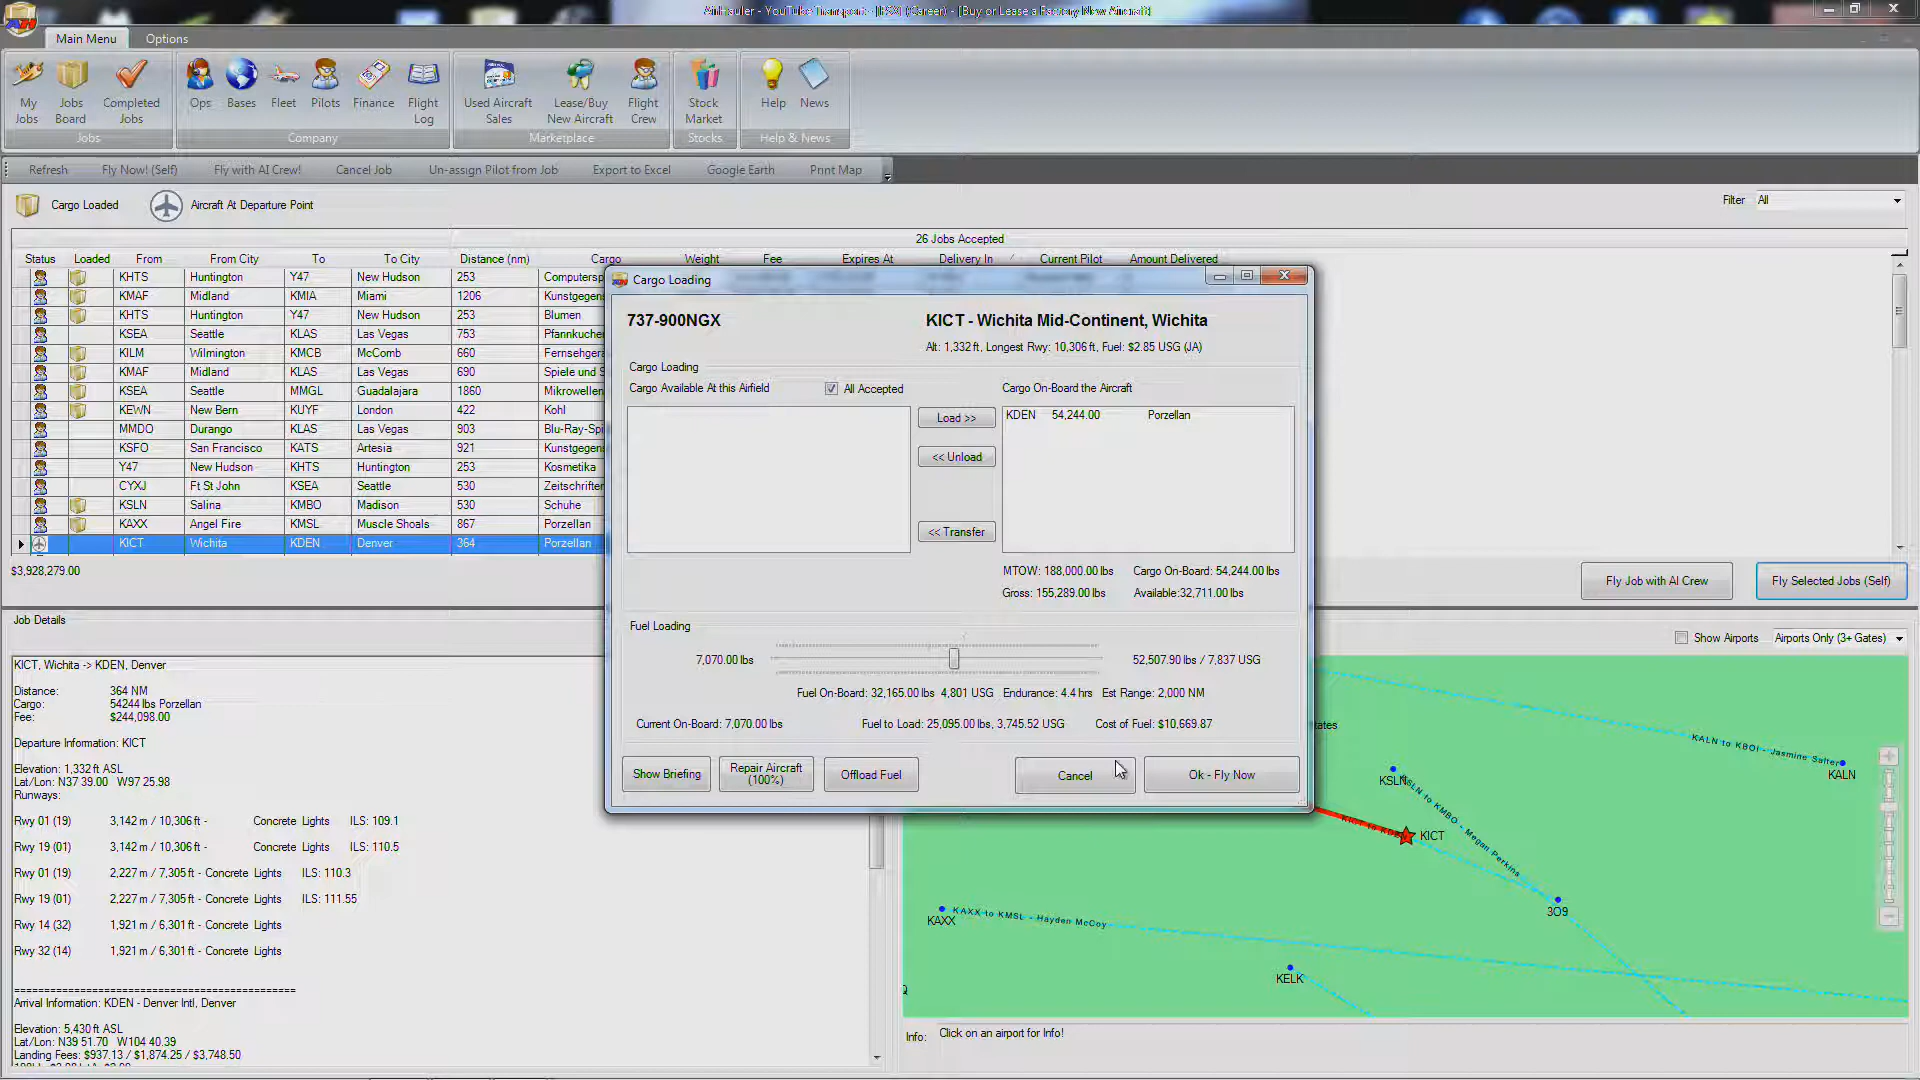 AirHauler - YouTube Transport - [FSX] (Career) - [Buy or Lease a Factory New Aircraft]
Main Menu Options
My Jobs
Jobs Board
Completed Jobs
Ops
Bases
Fleet
Pilots
Finance
Flight Log
Used Aircraft Sales
Lease/Buy New Aircraft
Flight Crew
Stock Market
Help
News
Jobs
Company
Marketplace
Stocks
Help & News
Refresh Fly Now! (Self) Fly with AI Crew! Cancel Job Un-assign Pilot from Job Export to Excel Google Earth Print Map
Cargo Loaded Aircraft At Departure Point Filter All
26 Jobs Accepted
Status Loaded From From City To To City Distance (nm) Cargo Weight Fee Expires At Delivery In Current Pilot Amount Delivered
KHTS Huntington Y47 New Hudson 253
KMAF Midland KMIA Miami 1206
KHTS Huntington Y47 New Hudson 253 Blumen
KSEA Seattle KLAS Las Vegas 753
KILM Wilmington KMCB McComb 660
KMAF Midland KLAS Las Vegas 690
KSEA Seattle MMGL Guadalajara 1860
KEWN New Bern KUYF London 422 Kohl
MMDO Durango KLAS Las Vegas 903
KSFO San Francisco KATS Artesia 921
Y47 New Hudson KHTS Huntington 253 Kosmetika
CYXJ Ft St John KSEA Seattle 530
KSLN Salina KMBO Madison 530 Schuhe
KAXX Angel Fire KMSL Muscle Shoals 867 Porzellan
KICT Wichita KDEN Denver 364 Porzellan
$3,928,279.00
Fly Job with AI Crew Fly Selected Jobs (Self)
Cargo Loading
737-900NGX KICT - Wichita Mid-Continent, Wichita
Alt: 1,332 ft, Longest Rwy: 10,306 ft, Fuel: $2.85 USG (JA)
Cargo Loading
Cargo Available At this Airfield All Accepted Cargo On-Board the Aircraft
KDEN 54,244.00 Porzellan
Load >>
<< Unload
<< Transfer
MTOW: 188,000.00 lbs Cargo On-Board: 54,244.00 lbs
Gross: 155,289.00 lbs Available:32,711.00 lbs
Fuel Loading
7,070.00 lbs 52,507.90 lbs / 7,837 USG
Fuel On-Board: 32,165.00 lbs 4,801 USG Endurance: 4.4 hrs Est Range: 2,000 NM
Current On-Board: 7,070.00 lbs Fuel to Load: 25,095.00 lbs, 3,745.52 USG Cost of Fuel: $10,669.87
Show Briefing
Repair Aircraft (100%)
Offload Fuel
Cancel
Ok - Fly Now
Job Details
KICT, Wichita -> KDEN, Denver
Distance: 364 NM
Cargo: 54244 lbs Porzellan
Fee: $244,098.00
Departure Information: KICT
Elevation: 1,332 ft ASL
Lat/Lon: N37 39.00 W97 25.98
Runways:
Rwy 01 (19) 3,142 m / 10,306 ft - Concrete Lights ILS: 109.1
Rwy 19 (01) 3,142 m / 10,306 ft - Concrete Lights ILS: 110.5
Rwy 01 (19) 2,227 m / 7,305 ft - Concrete Lights ILS: 110.3
Rwy 19 (01) 2,227 m / 7,305 ft - Concrete Lights ILS: 111.55
Rwy 14 (32) 1,921 m / 6,301 ft - Concrete Lights
Rwy 32 (14) 1,921 m / 6,301 ft - Concrete Lights
==============================================
Arrival Information: KDEN - Denver Intl, Denver
Elevation: 5,430 ft ASL
Lat/Lon: N39 51.70 W104 40.39
Landing Fees: $937.13 / $1,874.25 / $3,748.50
Show Airports Airports Only (3+ Gates)
KALN to KBOI - Jasmine Salter
KALN
KSLN
KSLN to KMBO - Megan Perkins
KICT
3O9
KAXX
KAXX to KMSL - Hayden McCoy
KELK
Info: Click on an airport for Info!